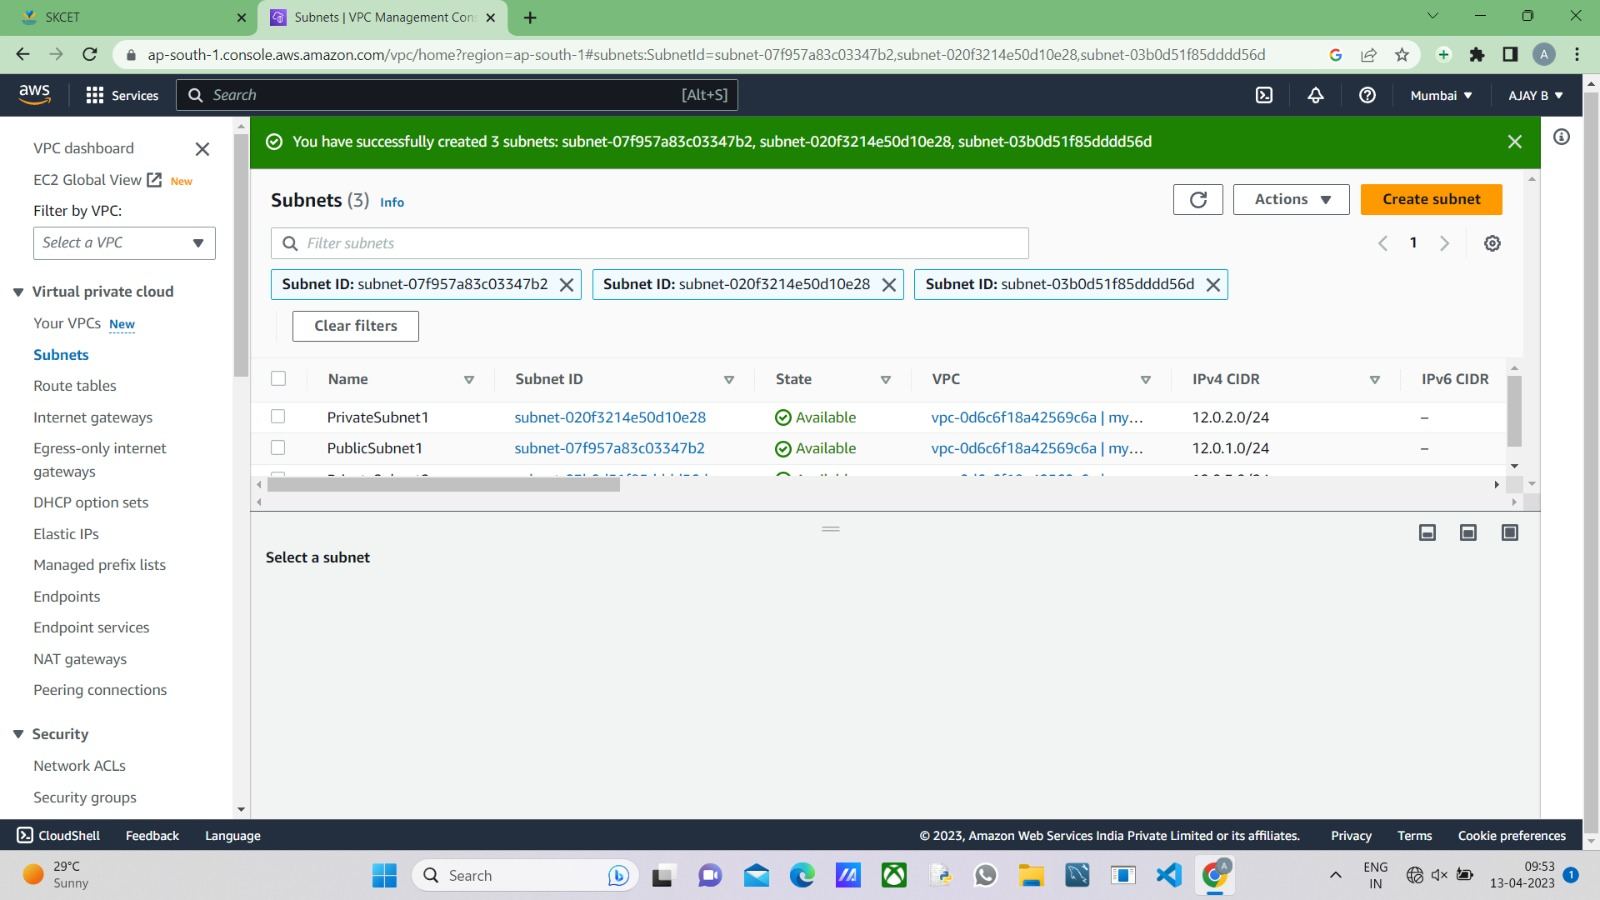 SKCET
Subnets | VPC Management Con
ap-south-1.console.aws.amazon.com/vpc/home?region=ap-south-1#subnets:SubnetId=subnet-07f957a83c03347b2,subnet-020f3214e50d10e28,subnet-03b0d51f85dddd56d
A
aws
Services
Search
[Alt+S]
Mumbai
AJAY B
VPC dashboard
EC2 Global View New
Filter by VPC:
Select a VPC
Virtual private cloud
Your VPCs New
Subnets
Route tables
Internet gateways
Egress-only internet
gateways
DHCP option sets
Elastic IPs
Managed prefix lists
Endpoints
Endpoint services
NAT gateways
Peering connections
Security
Network ACLs
Security groups
You have successfully created 3 subnets: subnet-07f957a83c03347b2, subnet-020f3214e50d10e28, subnet-03b0d51f85dddd56d
Subnets (3) Info
Actions
Create subnet
Filter subnets
1
Subnet ID: subnet-07f957a83c03347b2
Subnet ID: subnet-020f3214e50d10e28
Subnet ID: subnet-03b0d51f85dddd56d
Clear filters
Name Subnet ID State VPC IPv4 CIDR IPv6 CIDR
PrivateSubnet1 subnet-020f3214e50d10e28 Available vpc-0d6c6f18a42569c6a | my... 12.0.2.0/24 –
PublicSubnet1 subnet-07f957a83c03347b2 Available vpc-0d6c6f18a42569c6a | my... 12.0.1.0/24 –
Select a subnet
CloudShell Feedback Language
© 2023, Amazon Web Services India Private Limited or its affiliates. Privacy Terms Cookie preferences
29°C
Sunny
Search
A
ENG
IN
09:53
13-04-2023
1